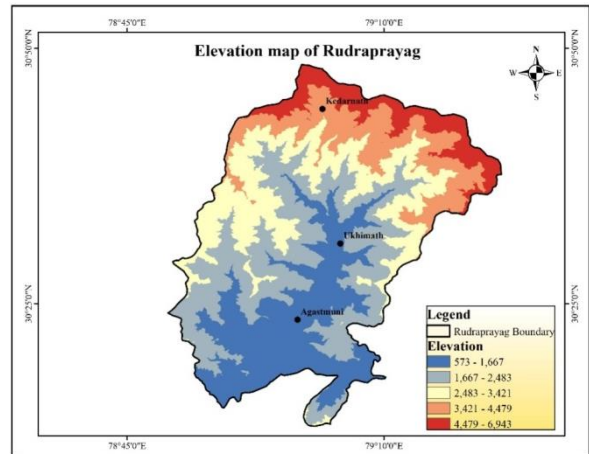 78°45'0"E
79°10'0"E
Elevation map of Rudraprayag
N
W E
S
30°50'0"N
30°50'0"N
Kedarnath
Ukhimath
30°25'0"N
30°25'0"N
Agastmuni
Legend
Rudraprayag Boundary
Elevation
573 - 1,667
1,667 - 2,483
2,483 - 3,421
3,421 - 4,479
4,479 - 6,943
78°45'0"E
79°10'0"E